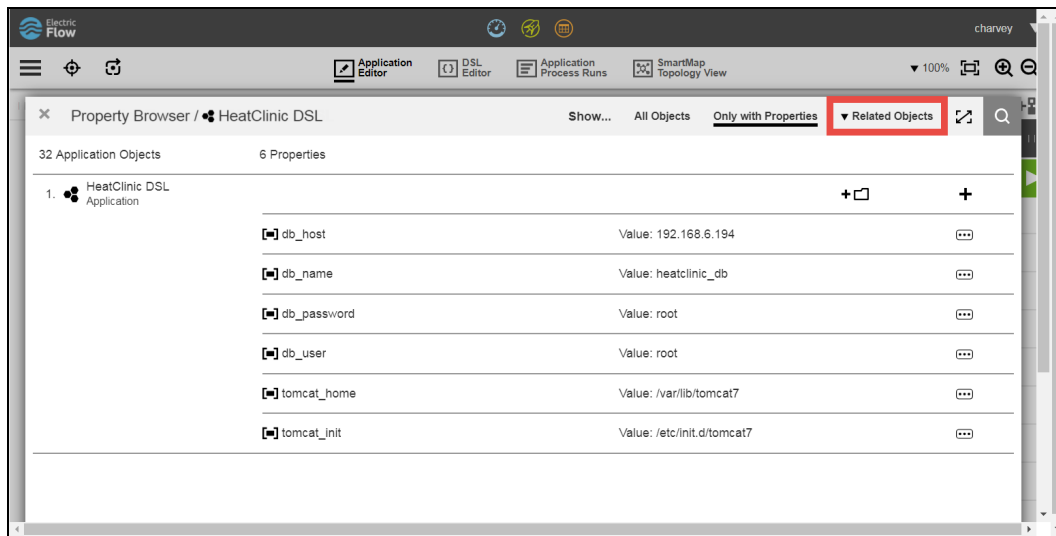 Electric
Flow
charvey
Application
Editor
DSL
Editor
Application
Process Runs
SmartMap
Topology View
▼ 100%
Property Browser / HeatClinic DSL
Show... All Objects Only with Properties ▼ Related Objects
32 Application Objects 6 Properties
1. HeatClinic DSL
Application
db_host Value: 192.168.6.194
db_name Value: heatclinic_db
db_password Value: root
db_user Value: root
tomcat_home Value: /var/lib/tomcat7
tomcat_init Value: /etc/init.d/tomcat7